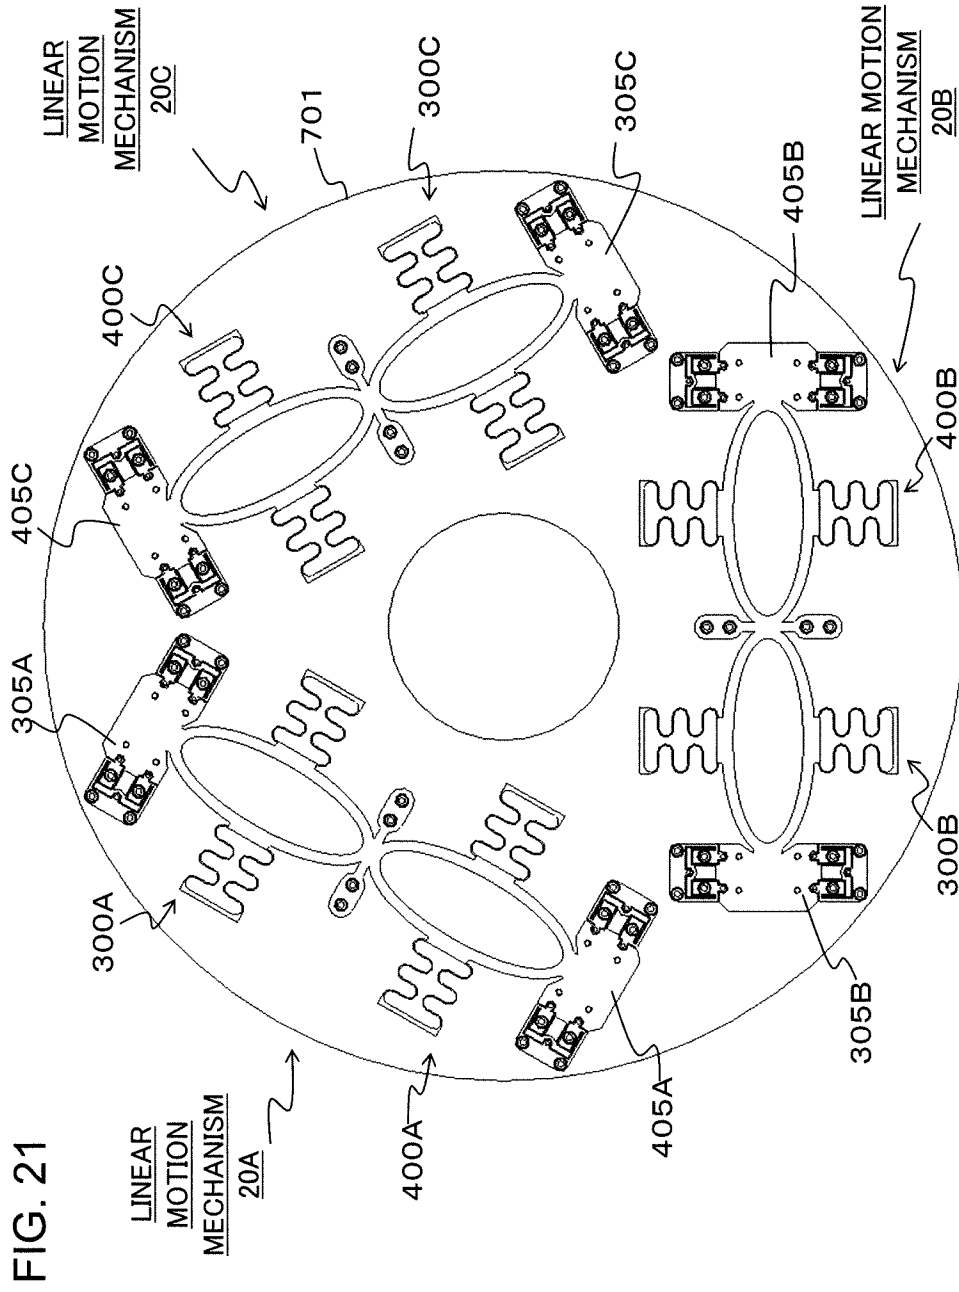 FIG. 21
LINEAR
MOTION
MECHANISM
20A
LINEAR
MOTION
MECHANISM
20C
LINEAR MOTION
MECHANISM
20B
300A
305A
405C
400C
701
300C
305C
405B
400B
300B
305B
405A
400A